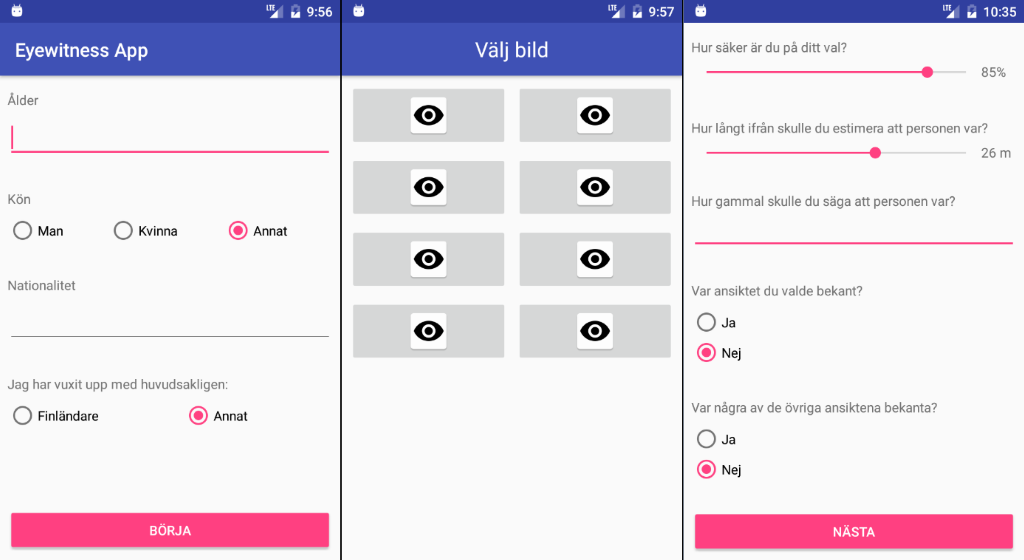 LTE 9:56
Eyewitness App
Ålder
Kön
Man Kvinna Annat
Nationalitet
Jag har vuxit upp med huvudsakligen:
Finländare Annat
BÖRJA
LTE 9:57
Välj bild
LTE 10:35
Hur säker är du på ditt val?
85%
Hur långt ifrån skulle du estimera att personen var?
26 m
Hur gammal skulle du säga att personen var?
Var ansiktet du valde bekant?
Ja
Nej
Var några av de övriga ansiktena bekanta?
Ja
Nej
NÄSTA